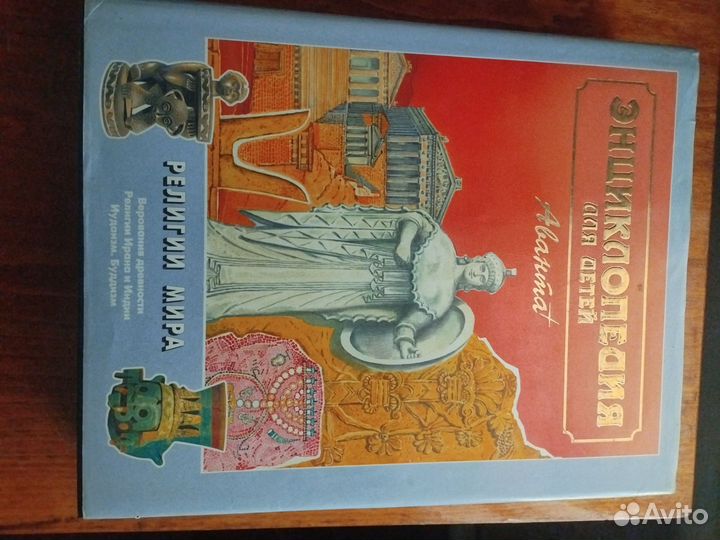 ЭНЦИКЛОПЕДИЯ
ДЛЯ ДЕТЕЙ
Аванта+
РЕЛИГИИ МИРА
Верования древности
Религии Ирана и Индии
Иудаизм. Буддизм
Avito